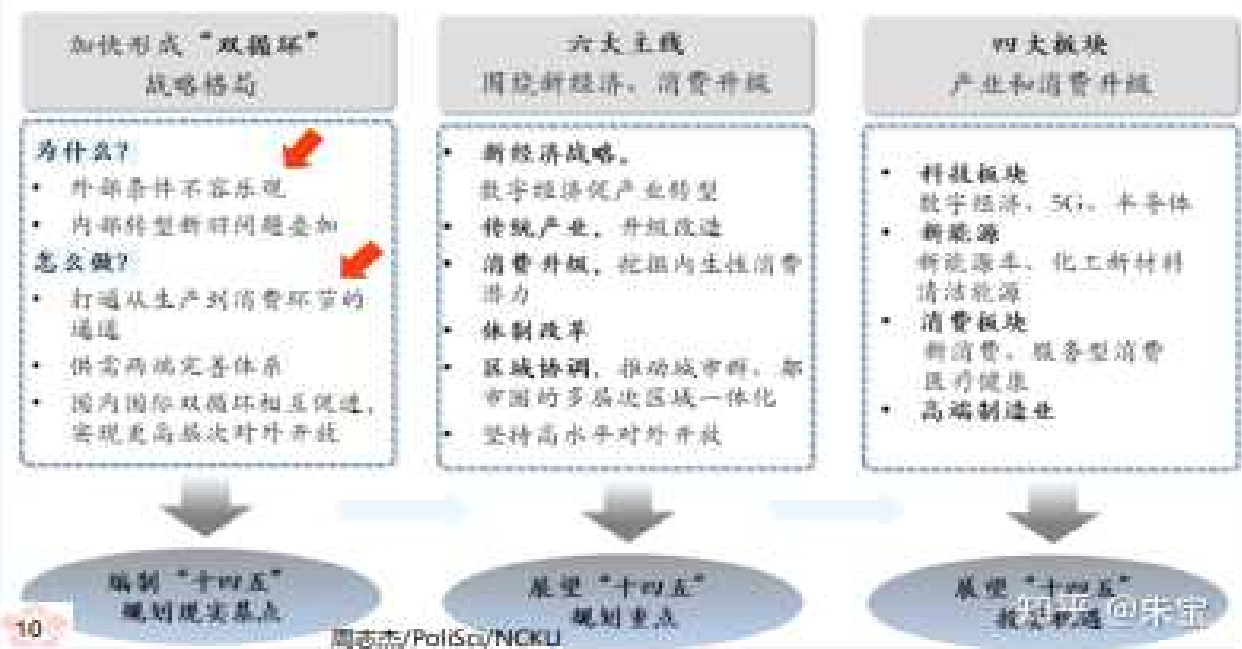 加快形成“双循环”
战略格局
为什么？
• 外部条件不容乐观
• 内部转型新旧问题叠加
怎么做？
• 打通从生产到消费环节的
通道
• 供需两端完善体系
• 国内国际双循环相互促进，
实现更高层次对外开放
编制“十四五”
规划现实基点
六大主线
围绕新经济、消费升级
• 新经济战略，
数字经济促产业转型
• 传统产业，升级改造
• 消费升级，挖掘内生性消费
潜力
• 体制改革
• 区域协调，推动城市群、都
市圈的多层次区域一体化
• 坚持高水平对外开放
展望“十四五”
规划重点
四大板块
产业和消费升级
• 科技板块
数字经济、5G、半导体
• 新能源
新能源车、化工新材料
清洁能源
• 消费板块
新消费、服务型消费
医疗健康
• 高端制造业
展望“十四五”
10
周志杰/PoliSci/NCKU
知乎 @朱宝